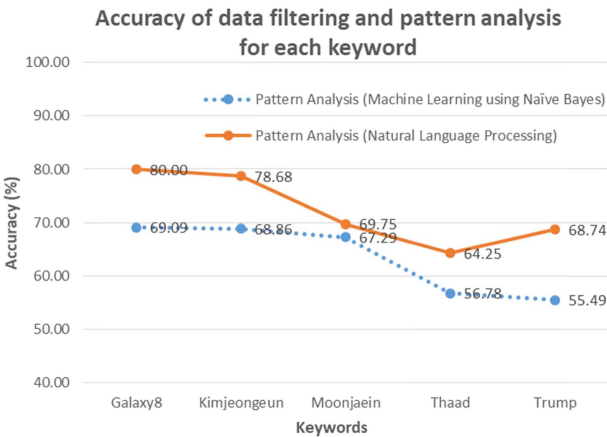 Accuracy of data filtering and pattern analysis
for each keyword
100.00
90.00
80.00
70.00
60.00
50.00
40.00
Accuracy (%)
Pattern Analysis (Machine Learning using Naïve Bayes)
Pattern Analysis (Natural Language Processing)
80.00
78.68
69.75
64.25
68.74
69.09
68.86
67.29
56.78
55.49
Galaxy8 Kimjeongeun Moonjaein Thaad Trump
Keywords